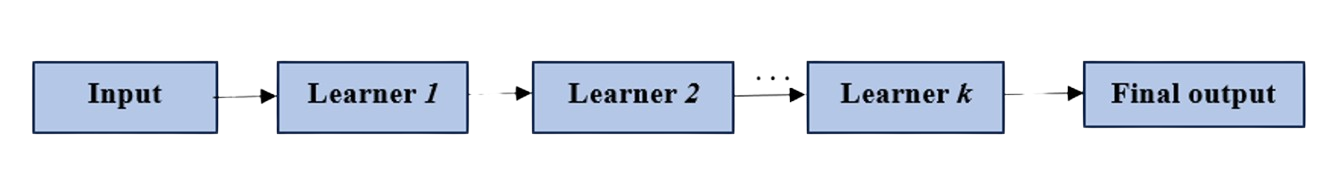 Input
Learner 1
Learner 2
. . .
Learner k
Final output